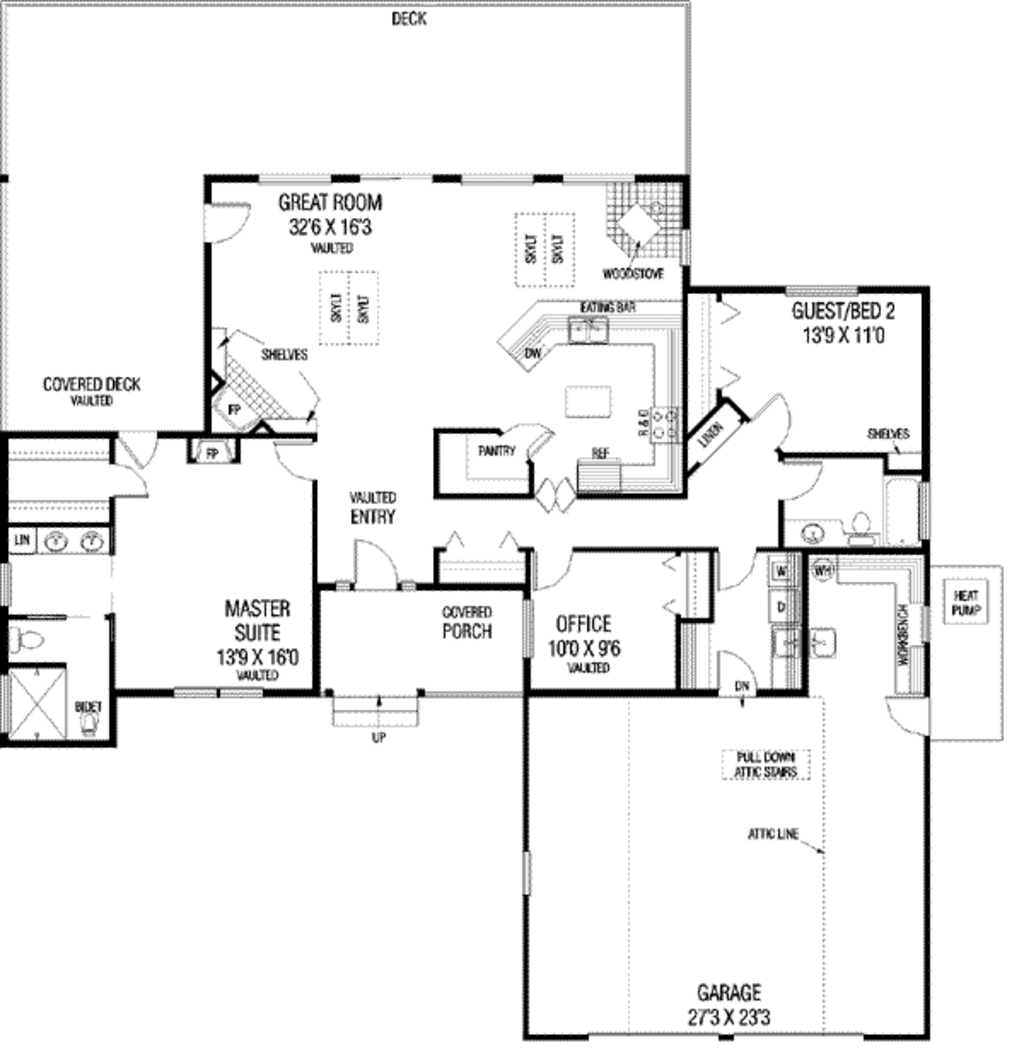 DECK
GREAT ROOM
32'6 X 16'3
VAULTED
SKYLT
SKYLT
SKYLT
SKYLT
WOODSTOVE
EATING BAR
DW
GUEST/BED 2
13'9 X 11'0
SHELVES
FP
COVERED DECK
VAULTED
R & O
LINEN
SHELVES
PANTRY
REF
FP
VAULTED
ENTRY
LIN
MASTER
SUITE
13'9 X 16'0
VAULTED
BIDET
COVERED
PORCH
UP
OFFICE
10'0 X 9'6
VAULTED
W
D
WH
WORKBENCH
HEAT
PUMP
DN
PULL DOWN
ATTIC STAIRS
ATTIC LINE
GARAGE
27'3 X 23'3